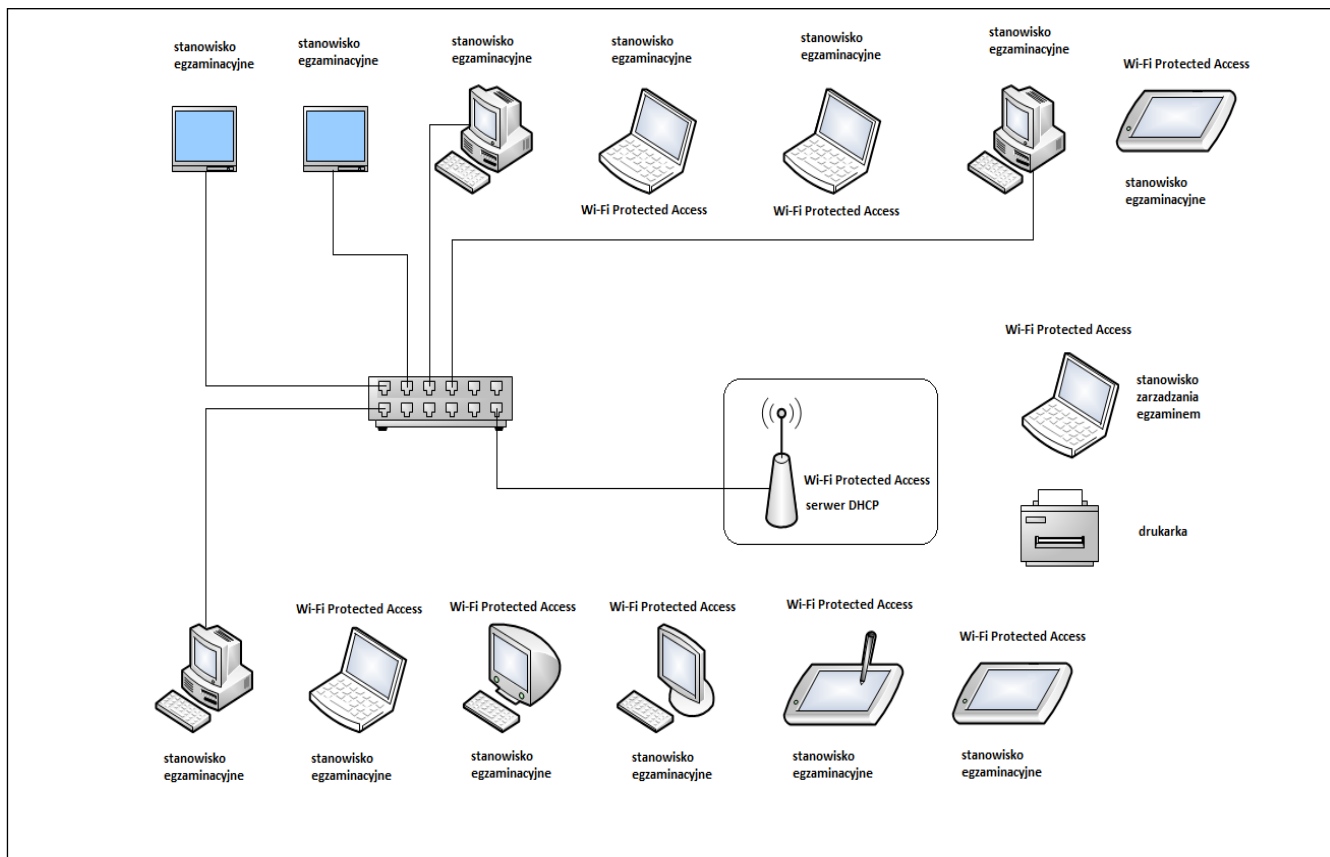 stanowisko
egzaminacyjne
stanowisko
egzaminacyjne
stanowisko
egzaminacyjne
stanowisko
egzaminacyjne
stanowisko
egzaminacyjne
stanowisko
egzaminacyjne
Wi-Fi Protected Access
stanowisko
egzaminacyjne
Wi-Fi Protected Access
Wi-Fi Protected Access
Wi-Fi Protected Access
stanowisko
zarzadzania
egzaminem
Wi-Fi Protected Access
serwer DHCP
drukarka
Wi-Fi Protected Access
Wi-Fi Protected Access
Wi-Fi Protected Access
Wi-Fi Protected Access
Wi-Fi Protected Access
stanowisko
egzaminacyjne
stanowisko
egzaminacyjne
stanowisko
egzaminacyjne
stanowisko
egzaminacyjne
stanowisko
egzaminacyjne
stanowisko
egzaminacyjne